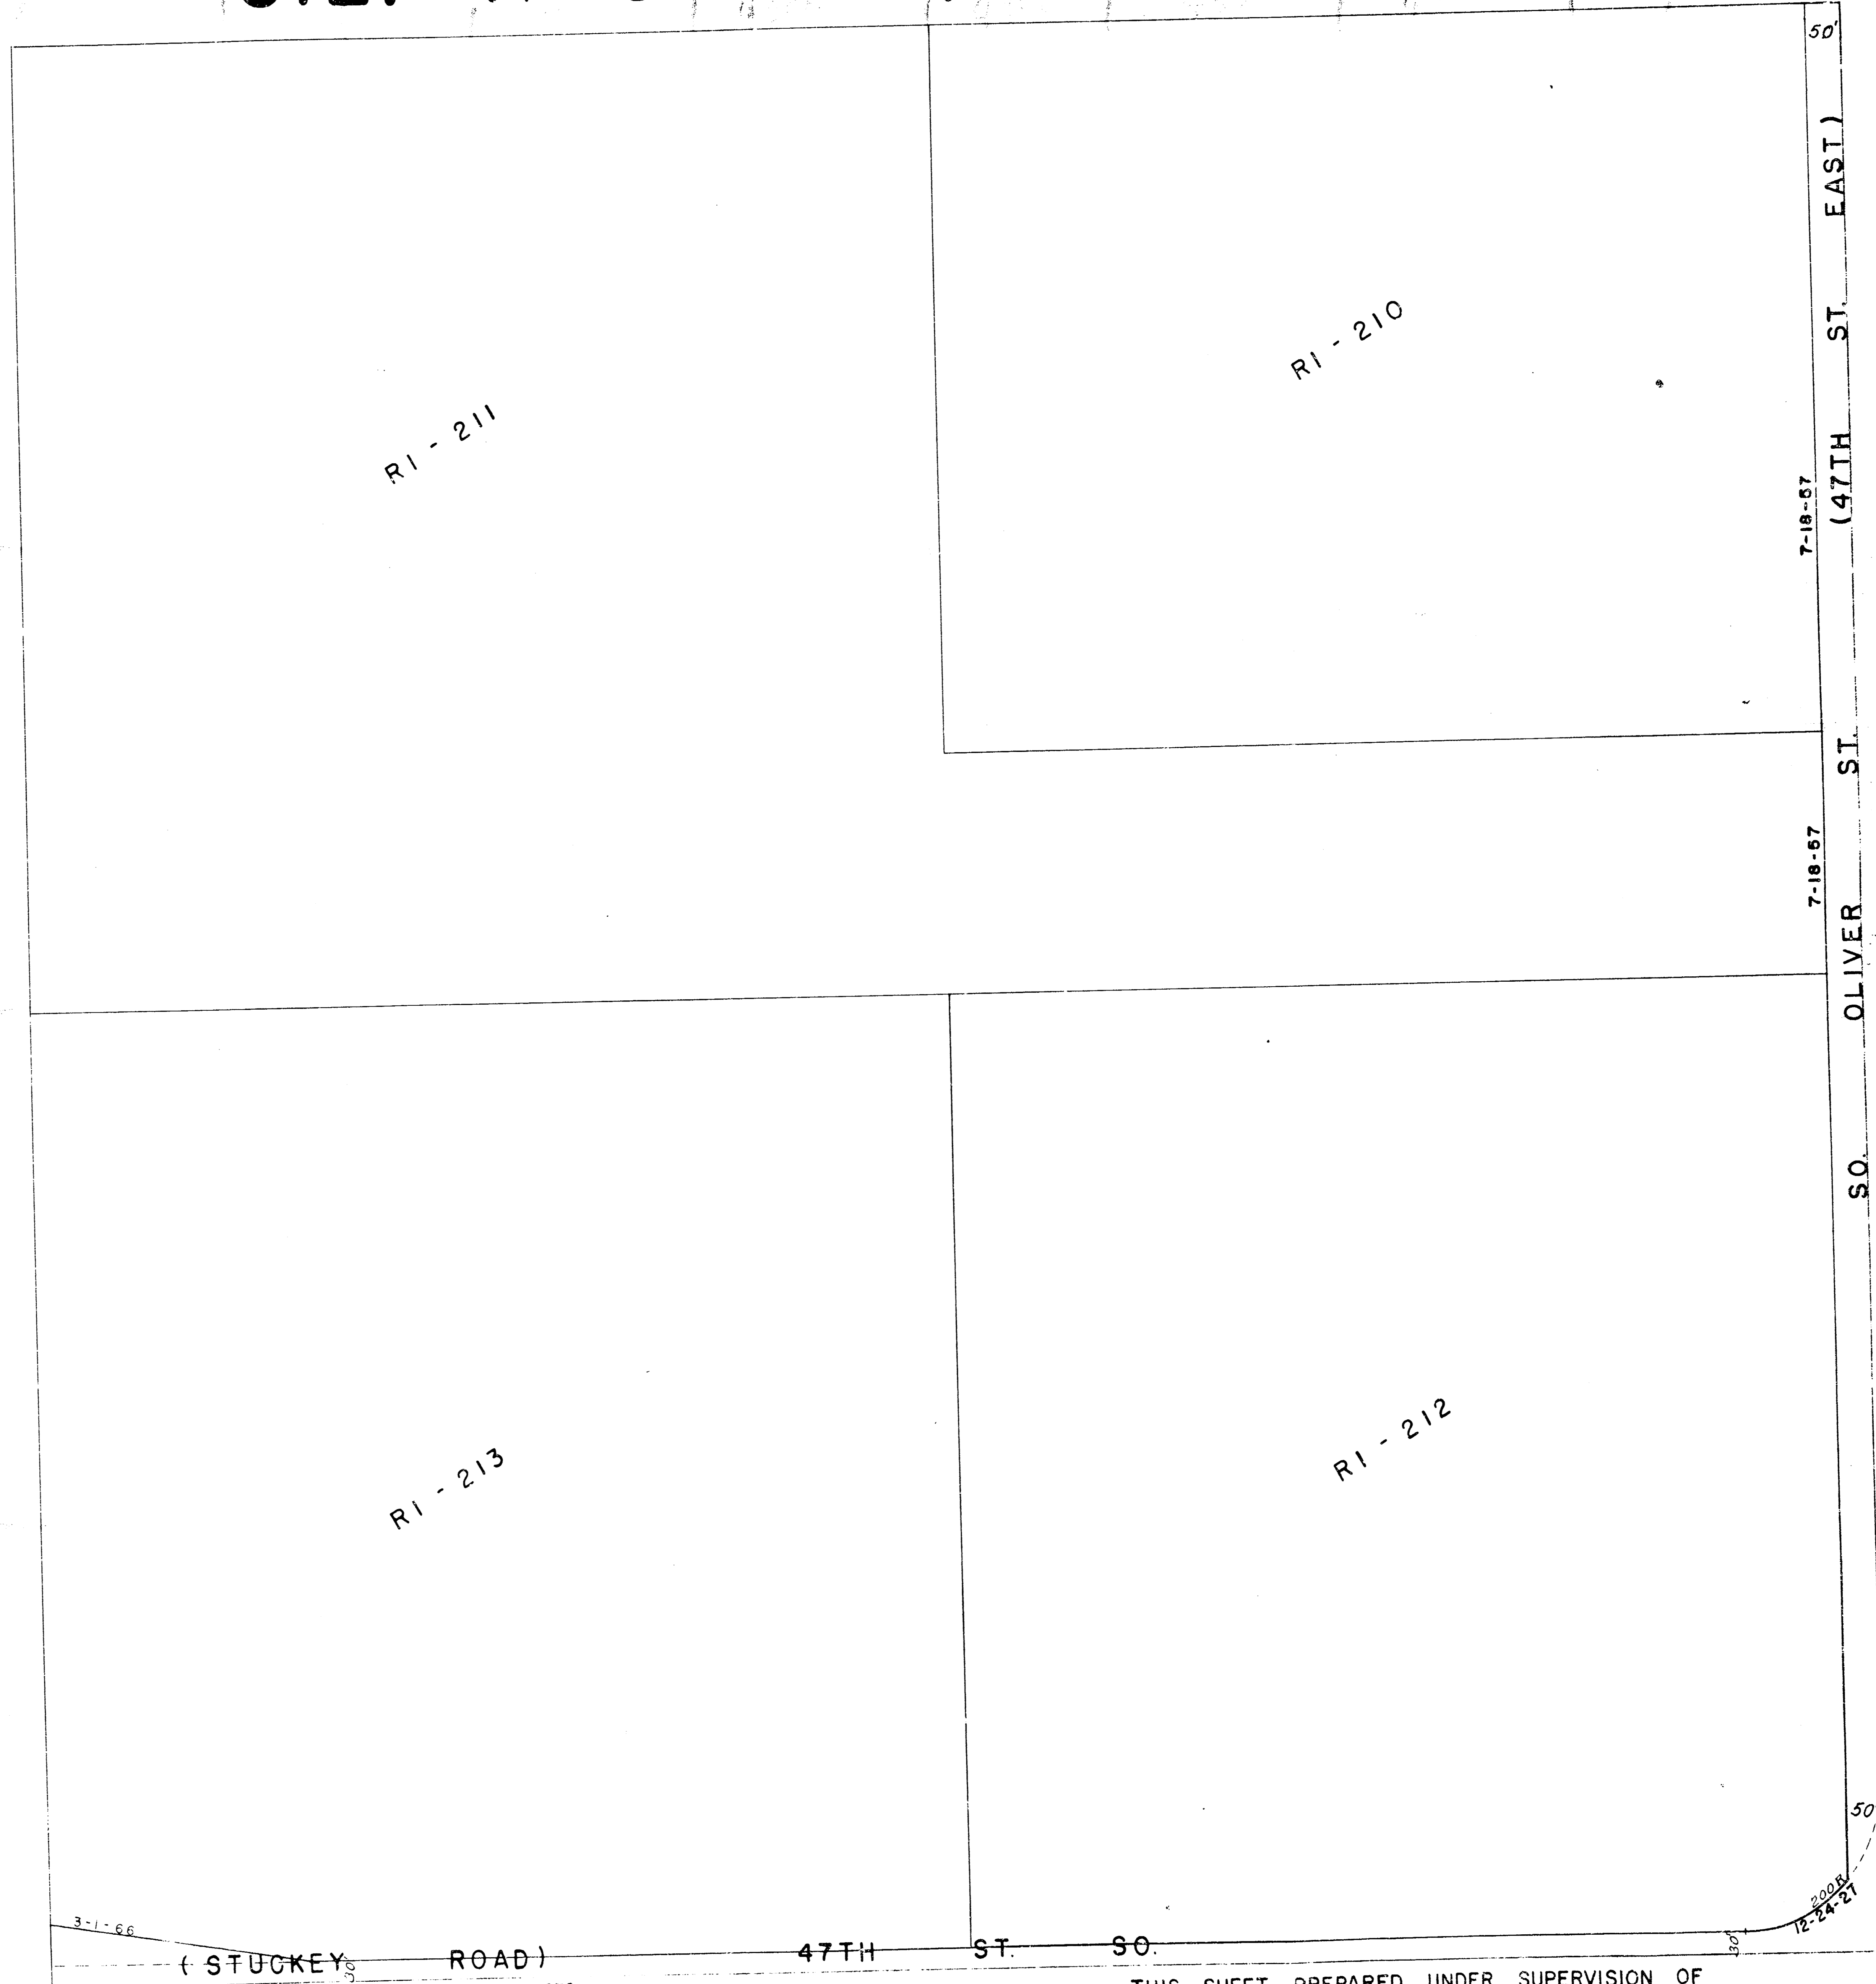 50'
R1 - 210
R1 - 211
7-18-57
7-18-57
SO. OLIVER ST. (47TH ST. EAST)
R1 - 212
R1 - 213
50
200R
12-24-27
3-1-66
30'
30'
(STUCKEY ROAD) 47TH ST. SO.
THIS SHEET PREPARED UNDER SUPERVISION OF